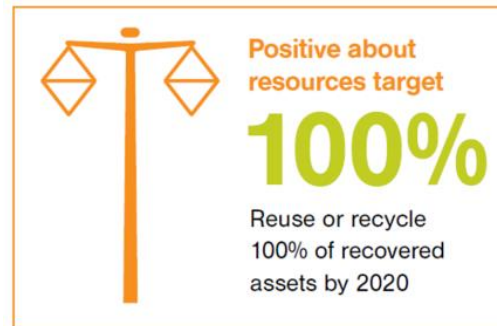 Positive about
resources target
100%
Reuse or recycle
100% of recovered
assets by 2020